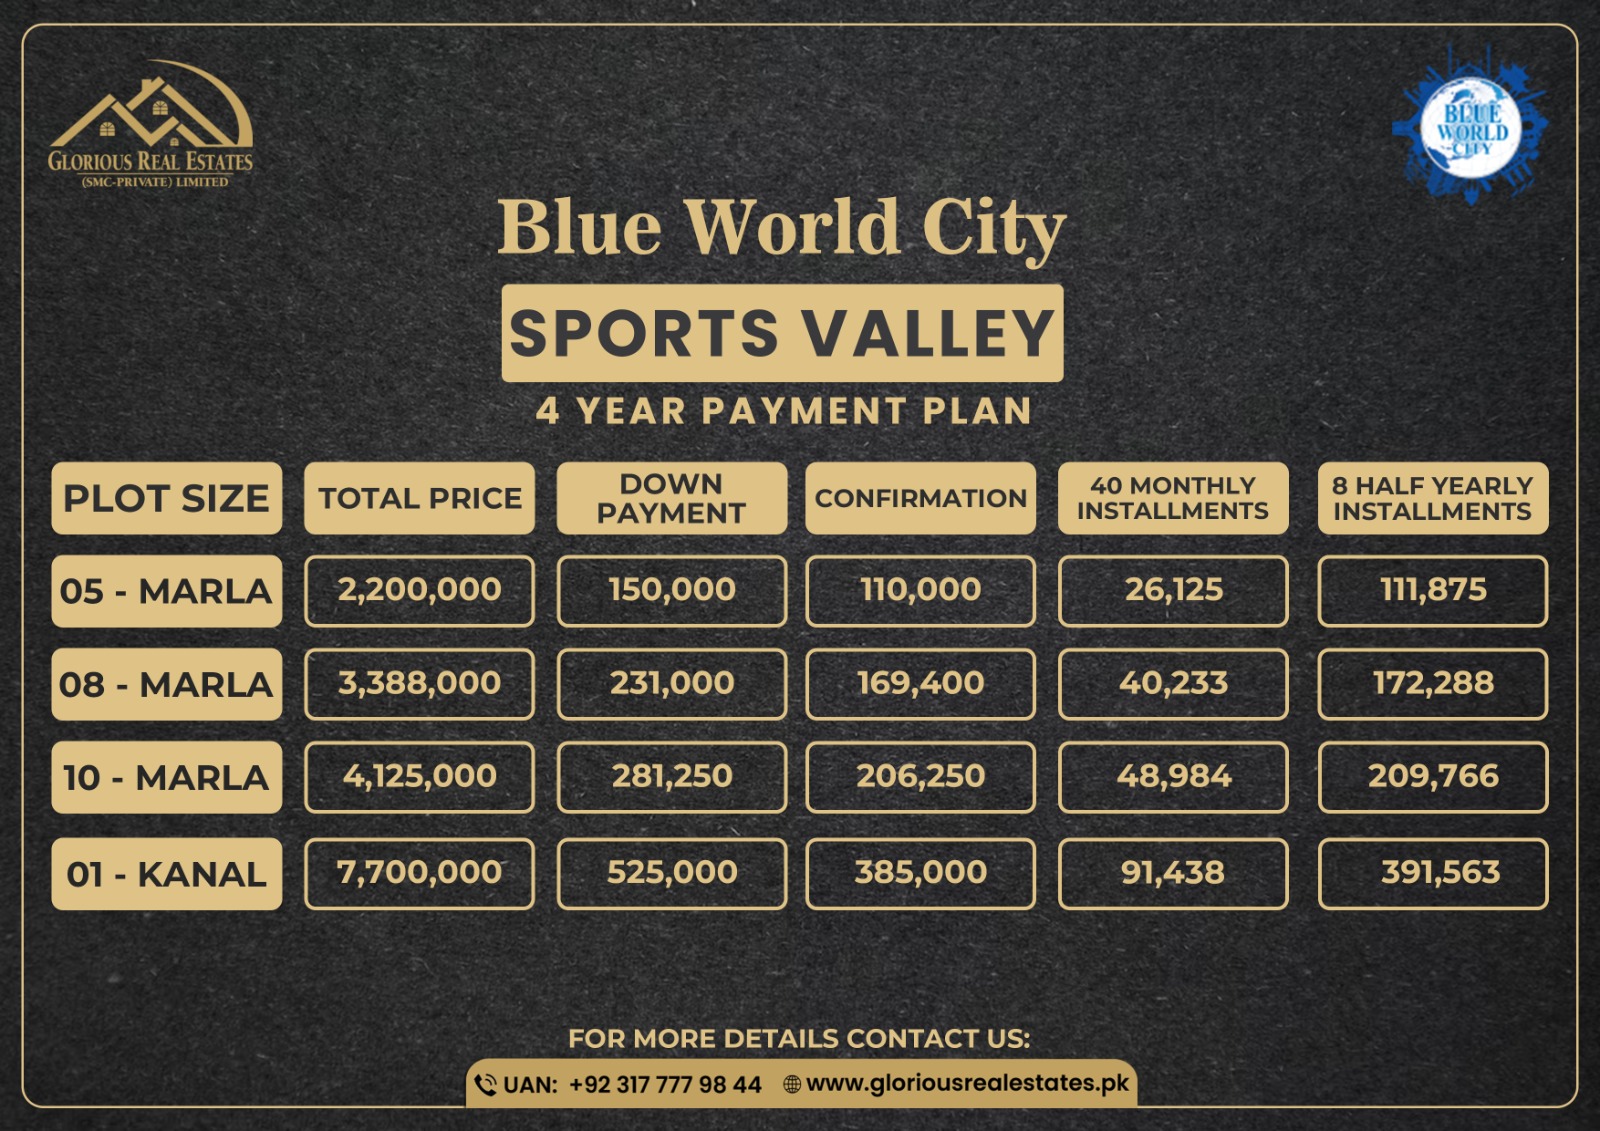 GLORIOUS REAL ESTATES
(SMC-PRIVATE) LIMITED
BLUE
WORLD
CITY
Blue World City
SPORTS VALLEY
4 YEAR PAYMENT PLAN
PLOT SIZE TOTAL PRICE DOWN PAYMENT CONFIRMATION 40 MONTHLY INSTALLMENTS 8 HALF YEARLY INSTALLMENTS
05 - MARLA 2,200,000 150,000 110,000 26,125 111,875
08 - MARLA 3,388,000 231,000 169,400 40,233 172,288
10 - MARLA 4,125,000 281,250 206,250 48,984 209,766
01 - KANAL 7,700,000 525,000 385,000 91,438 391,563
FOR MORE DETAILS CONTACT US:
UAN: +92 317 777 98 44 www.gloriousrealestates.pk